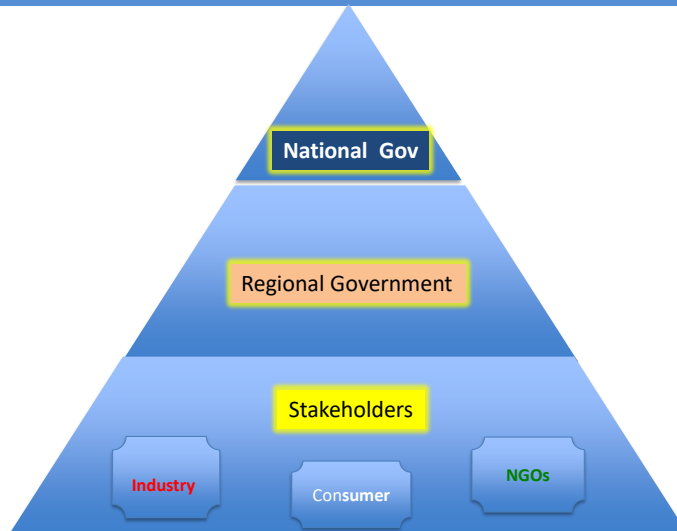 National Gov
Regional Government
Stakeholders
Industry
Consumer
NGOs